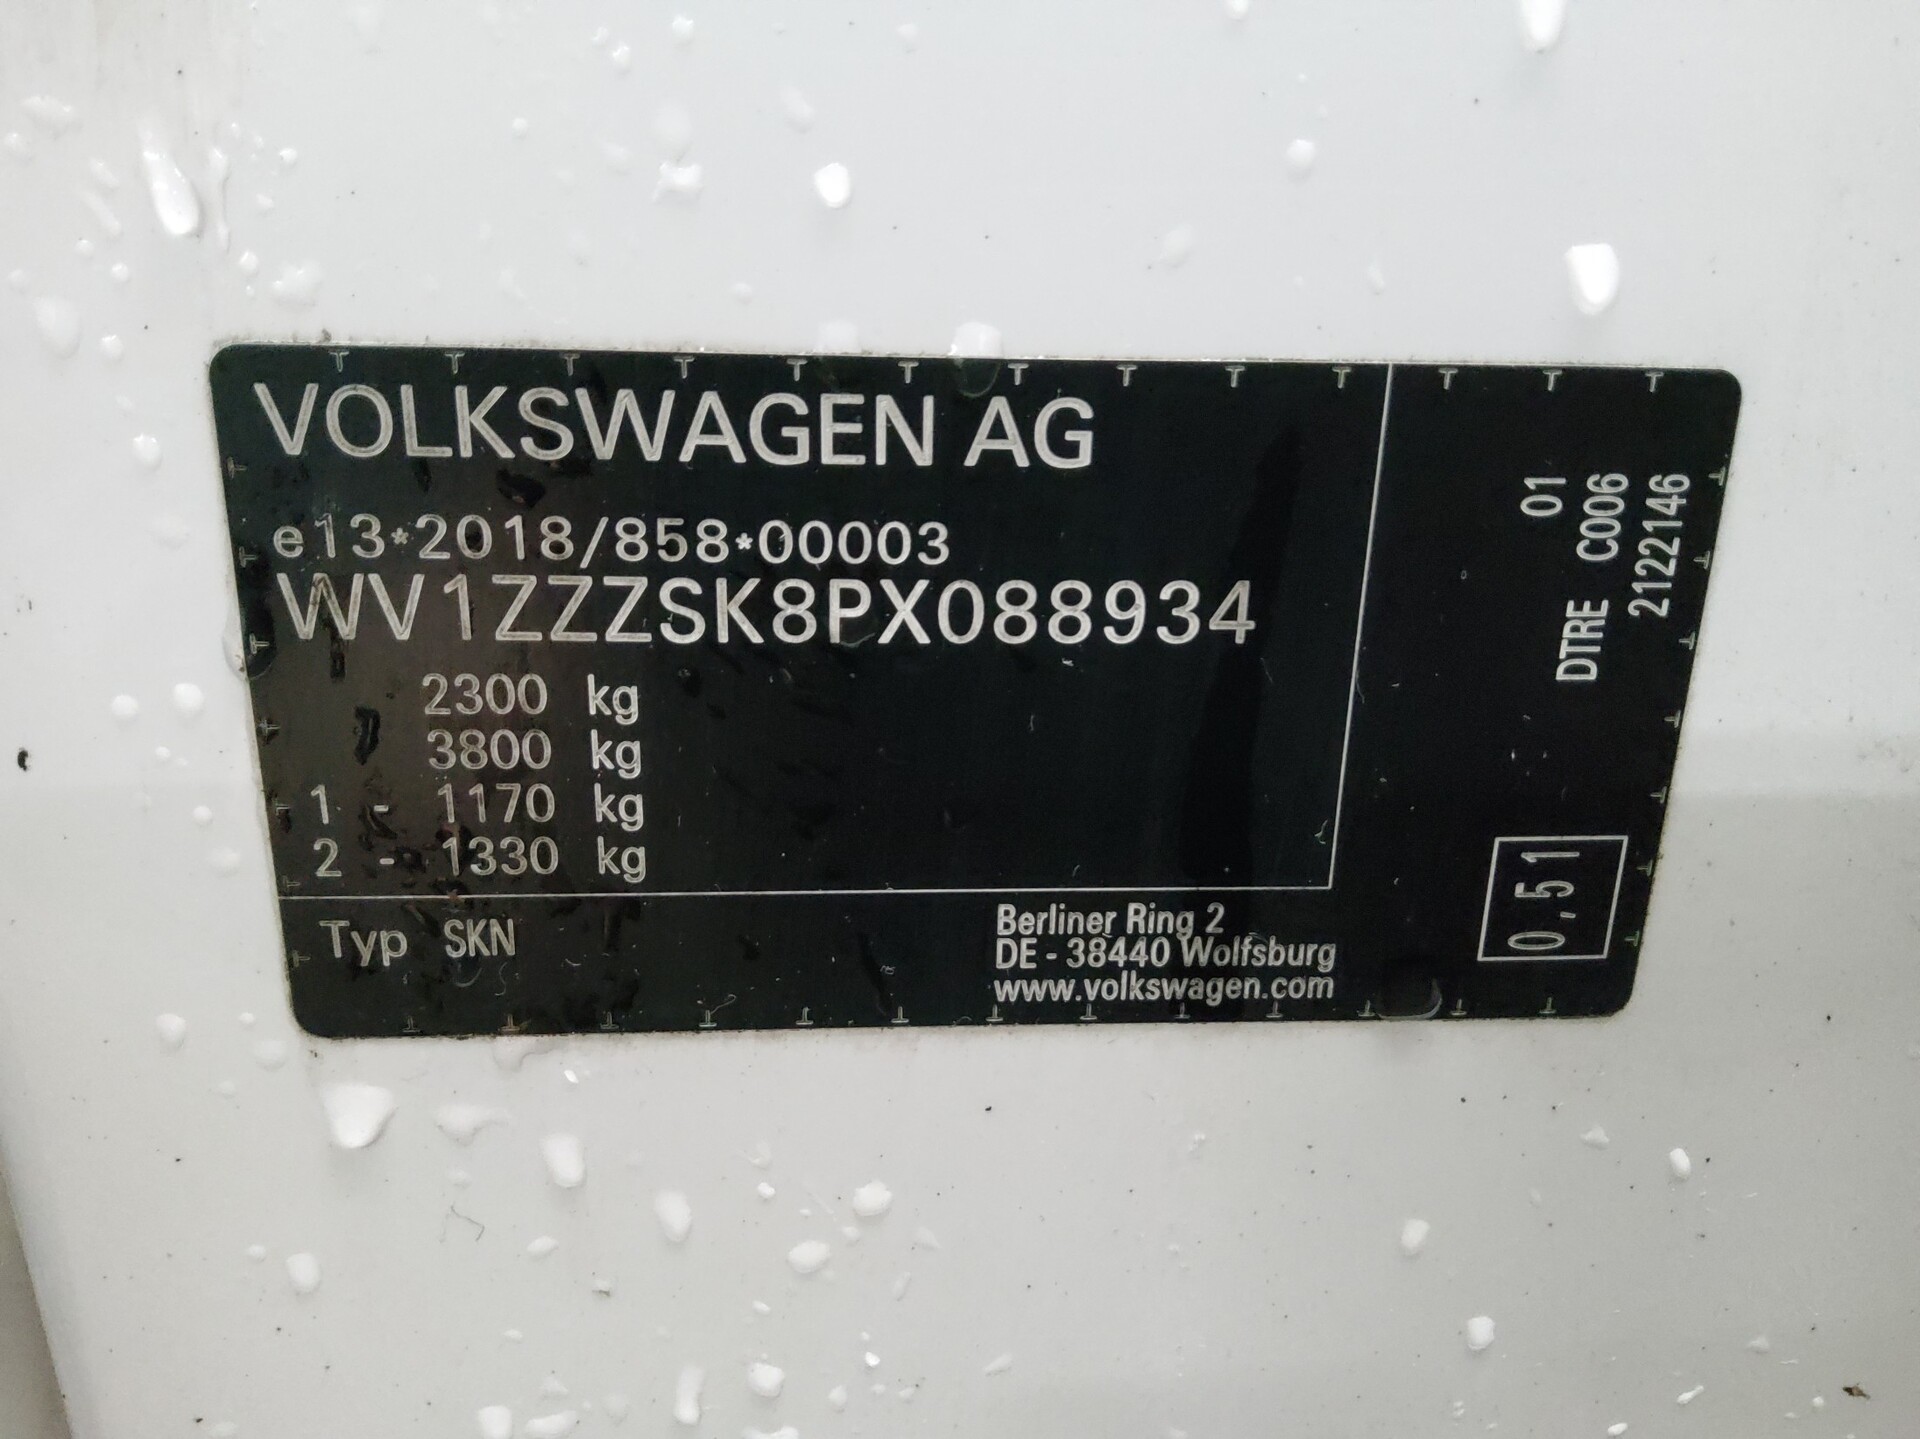 VOLKSWAGEN AG
e13*2018/858*00003
WV1ZZZSK8PX088934
2300 kg
3800 kg
1 - 1170 kg
2 - 1330 kg
Typ SKN
Berliner Ring 2
DE - 38440 Wolfsburg
www.volkswagen.com
01
DTRE C006
2122146
0,51